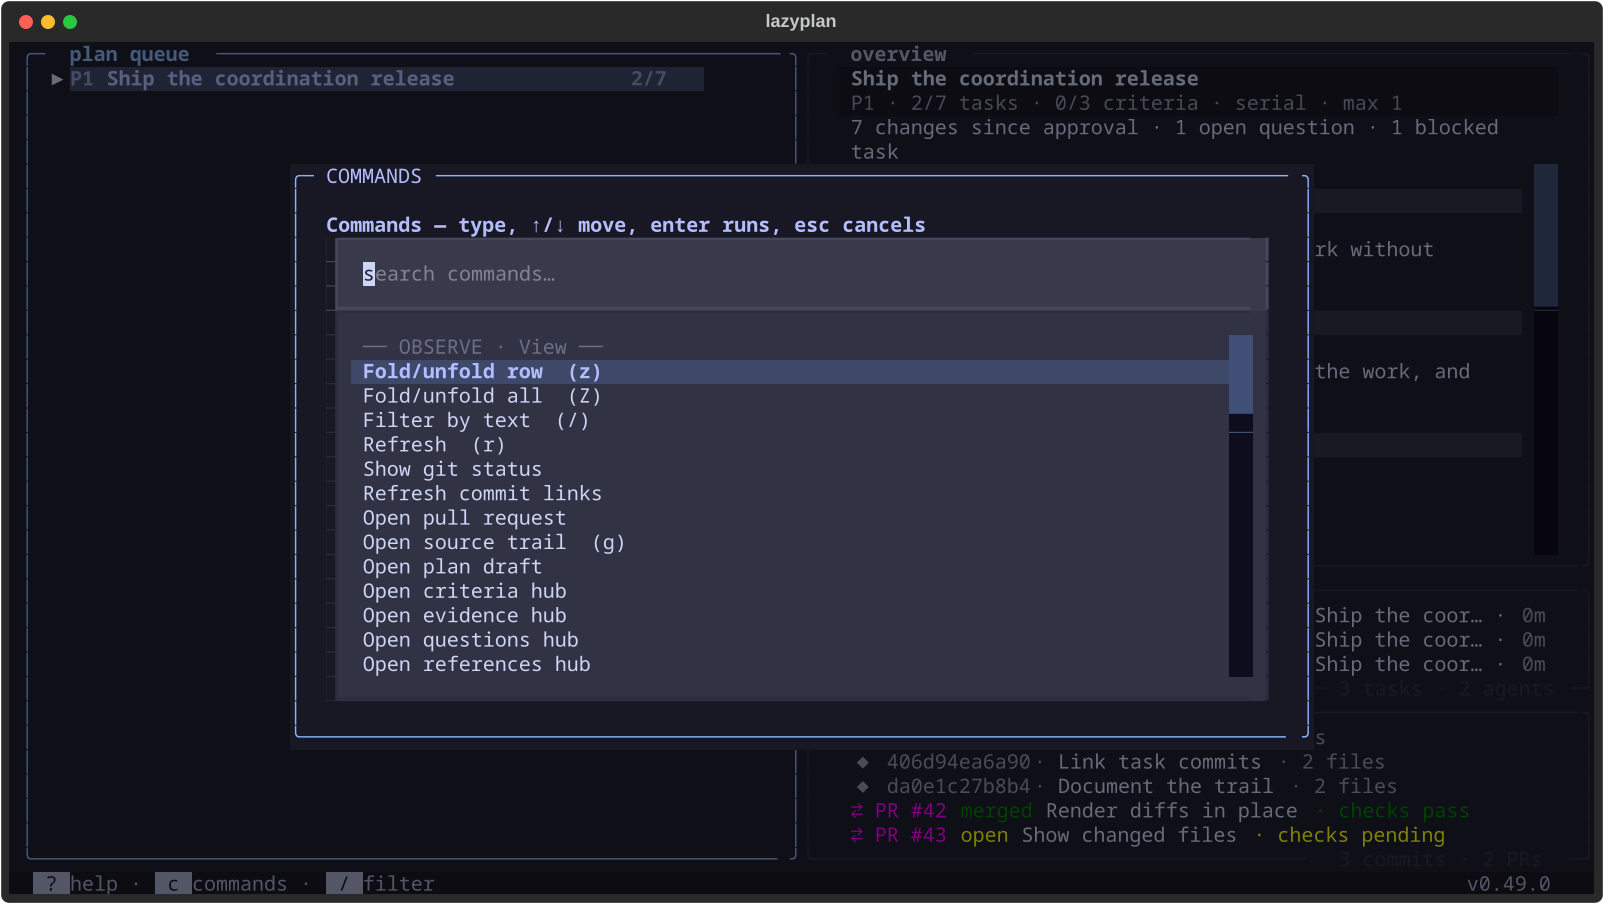 lazyplan
plan queue
▶ P1 Ship the coordination release 2/7
overview
Ship the coordination release
P1 · 2/7 tasks · 0/3 criteria · serial · max 1
7 changes since approval · 1 open question · 1 blocked
task
COMMANDS
Commands — type, ↑/↓ move, enter runs, esc cancels
search commands…
── OBSERVE · View ──
Fold/unfold row (z)
Fold/unfold all (Z)
Filter by text (/)
Refresh (r)
Show git status
Refresh commit links
Open pull request
Open source trail (g)
Open plan draft
Open criteria hub
Open evidence hub
Open questions hub
Open references hub
rk without
the work, and
Ship the coor… · 0m
Ship the coor… · 0m
Ship the coor… · 0m
3 tasks · 2 agents
s
◆ 406d94ea6a90 · Link task commits · 2 files
◆ da0e1c27b8b4 · Document the trail · 2 files
⇄ PR #42 merged Render diffs in place · checks pass
⇄ PR #43 open Show changed files · checks pending
3 commits · 2 PRs
? help · c commands · / filter
v0.49.0